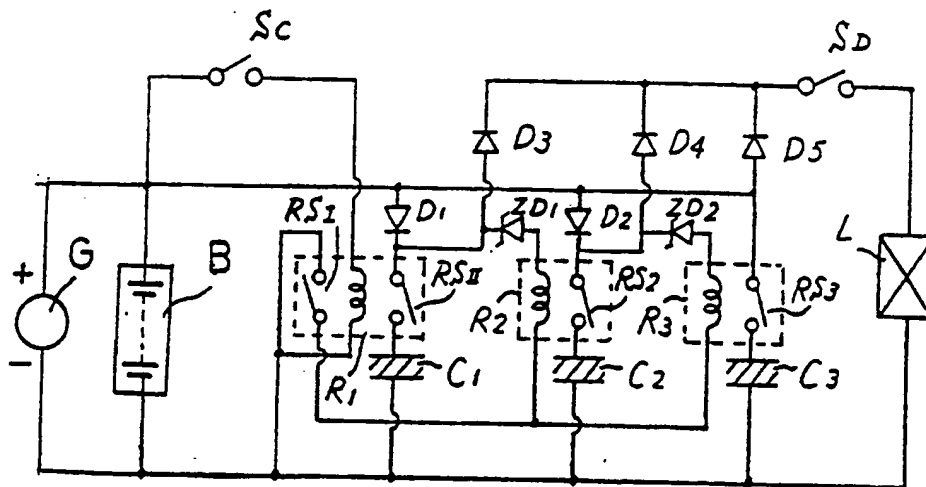 Sc
SD
D3
D4
D5
RSI
D1
ZD1
D2
ZD2
L
G
B
+
-
RSII
R2
RS2
R3
RS3
R1
C1
C2
C3